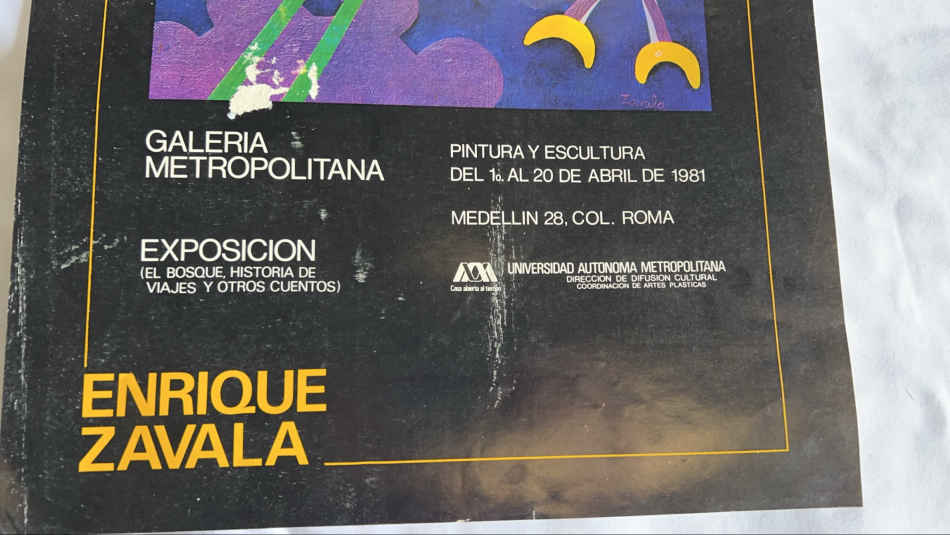 Zavala
GALERIA
METROPOLITANA
PINTURA Y ESCULTURA
DEL 1o. AL 20 DE ABRIL DE 1981
MEDELLIN 28, COL. ROMA
EXPOSICION
(EL BOSQUE, HISTORIA DE
VIAJES Y OTROS CUENTOS)
Casa abierta al tiempo
UNIVERSIDAD AUTONOMA METROPOLITANA
DIRECCION DE DIFUSION CULTURAL
COORDINACION DE ARTES PLASTICAS
ENRIQUE
ZAVALA